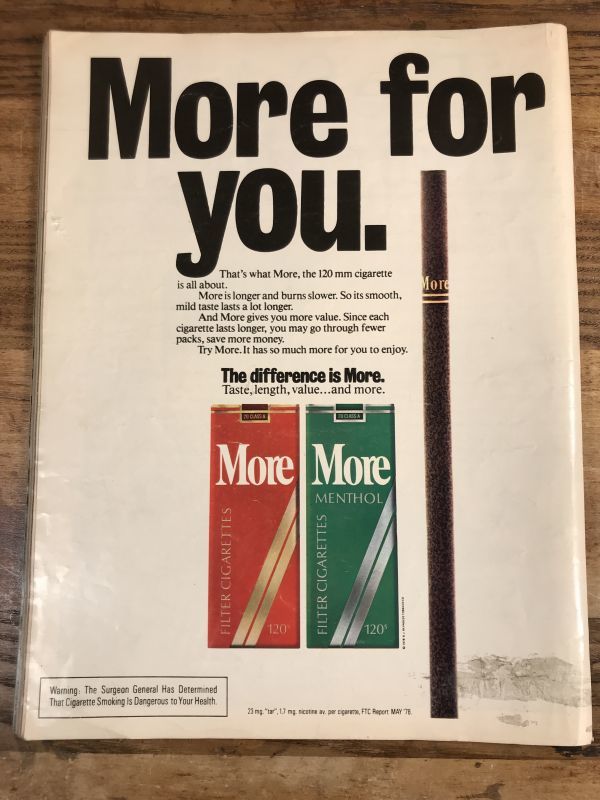 More for
you.
That's what More, the 120 mm cigarette
is all about.
More is longer and burns slower. So its smooth,
mild taste lasts a lot longer.
And More gives you more value. Since each
cigarette lasts longer, you may go through fewer
packs, save more money.
Try More. It has so much more for you to enjoy.
The difference is More.
Taste, length, value...and more.
More
20 CLASS A
More
FILTER CIGARETTES
120s
20 CLASS A
More
MENTHOL
FILTER CIGARETTES
120s
Warning: The Surgeon General Has Determined
That Cigarette Smoking Is Dangerous to Your Health.
23 mg. "tar", 1.7 mg. nicotine av. per cigarette, FTC Report MAY '78.